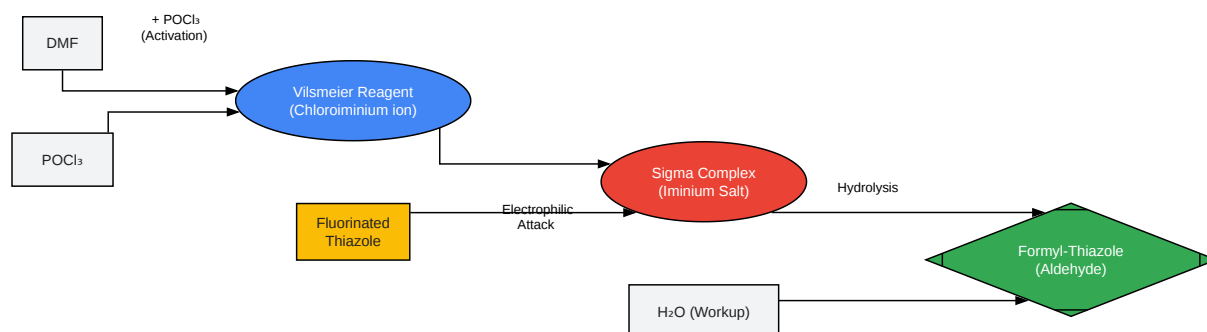 + POCl₃
(Activation)
DMF
Vilsmeier Reagent
(Chloroiminium ion)
POCl₃
Sigma Complex
(Iminium Salt)
Hydrolysis
Electrophilic
Attack
Fluorinated
Thiazole
Formyl-Thiazole
(Aldehyde)
H₂O (Workup)